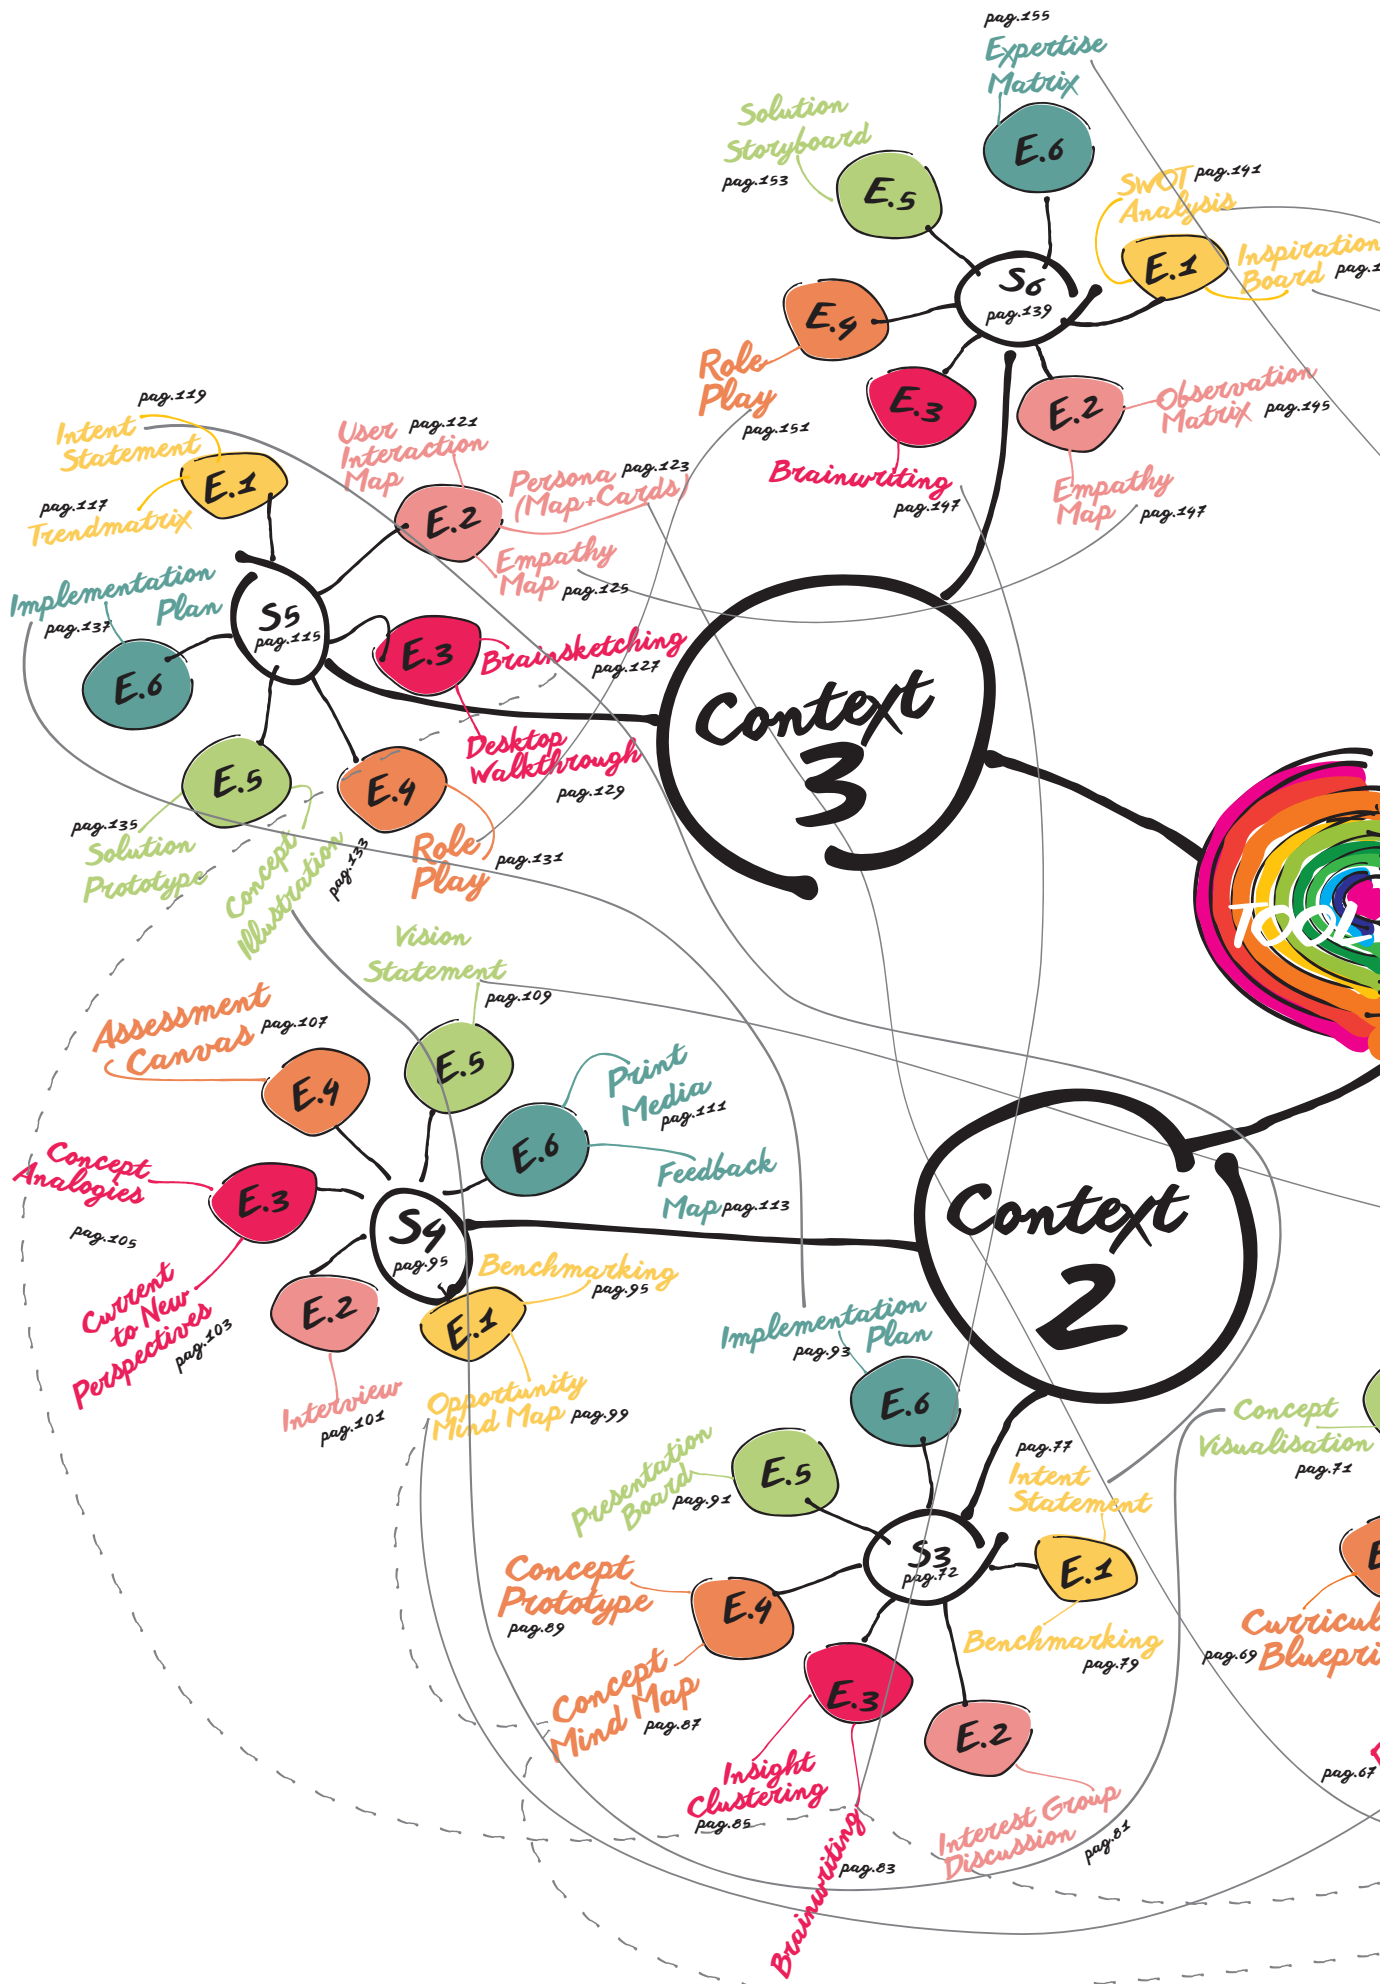 pag.155
Expertise
Matrix
E.6
Solution
Storyboard
pag.153
E.5
SWOT
Analysis
pag.141
E.1
Inspiration
Board
S6
pag.139
E.4
Role
Play
pag.151
E.3
Brainwriting
pag.147
E.2
Observation
Matrix
pag.145
Empathy
Map
pag.147
pag.119
Intent
Statement
E.1
pag.117
Trendmatrix
User
Interaction
Map
pag.121
E.2
Persona
(Map+Cards)
pag.123
Empathy
Map
pag.125
Implementation
Plan
pag.137
E.6
S5
pag.115
E.3
Brainsketching
pag.127
Desktop
Walkthrough
pag.129
E.5
pag.135
Solution
Prototype
Concept
Illustration
pag.133
E.4
Role
Play
pag.131
Context
3
TOOL
Vision
Statement
pag.109
E.5
Assessment
Canvas
pag.107
E.4
Print
Media
pag.111
E.6
Feedback
Map
pag.113
Concept
Analogies
pag.105
E.3
Current
to New
Perspectives
pag.103
S4
pag.95
E.2
Interview
pag.101
E.1
Benchmarking
pag.95
Opportunity
Mind Map
pag.99
Context
2
Implementation
Plan
pag.93
E.6
Presentation
Board
pag.91
E.5
pag.77
Intent
Statement
E.1
Benchmarking
pag.79
S3
pag.72
Concept
Prototype
pag.89
E.4
Concept
Mind Map
pag.87
E.3
Insight
Clustering
pag.85
Brainwriting
pag.83
E.2
Interest Group
Discussion
pag.81
Concept
Visualisation
pag.71
Curricul
Bluepri
pag.69
pag.67